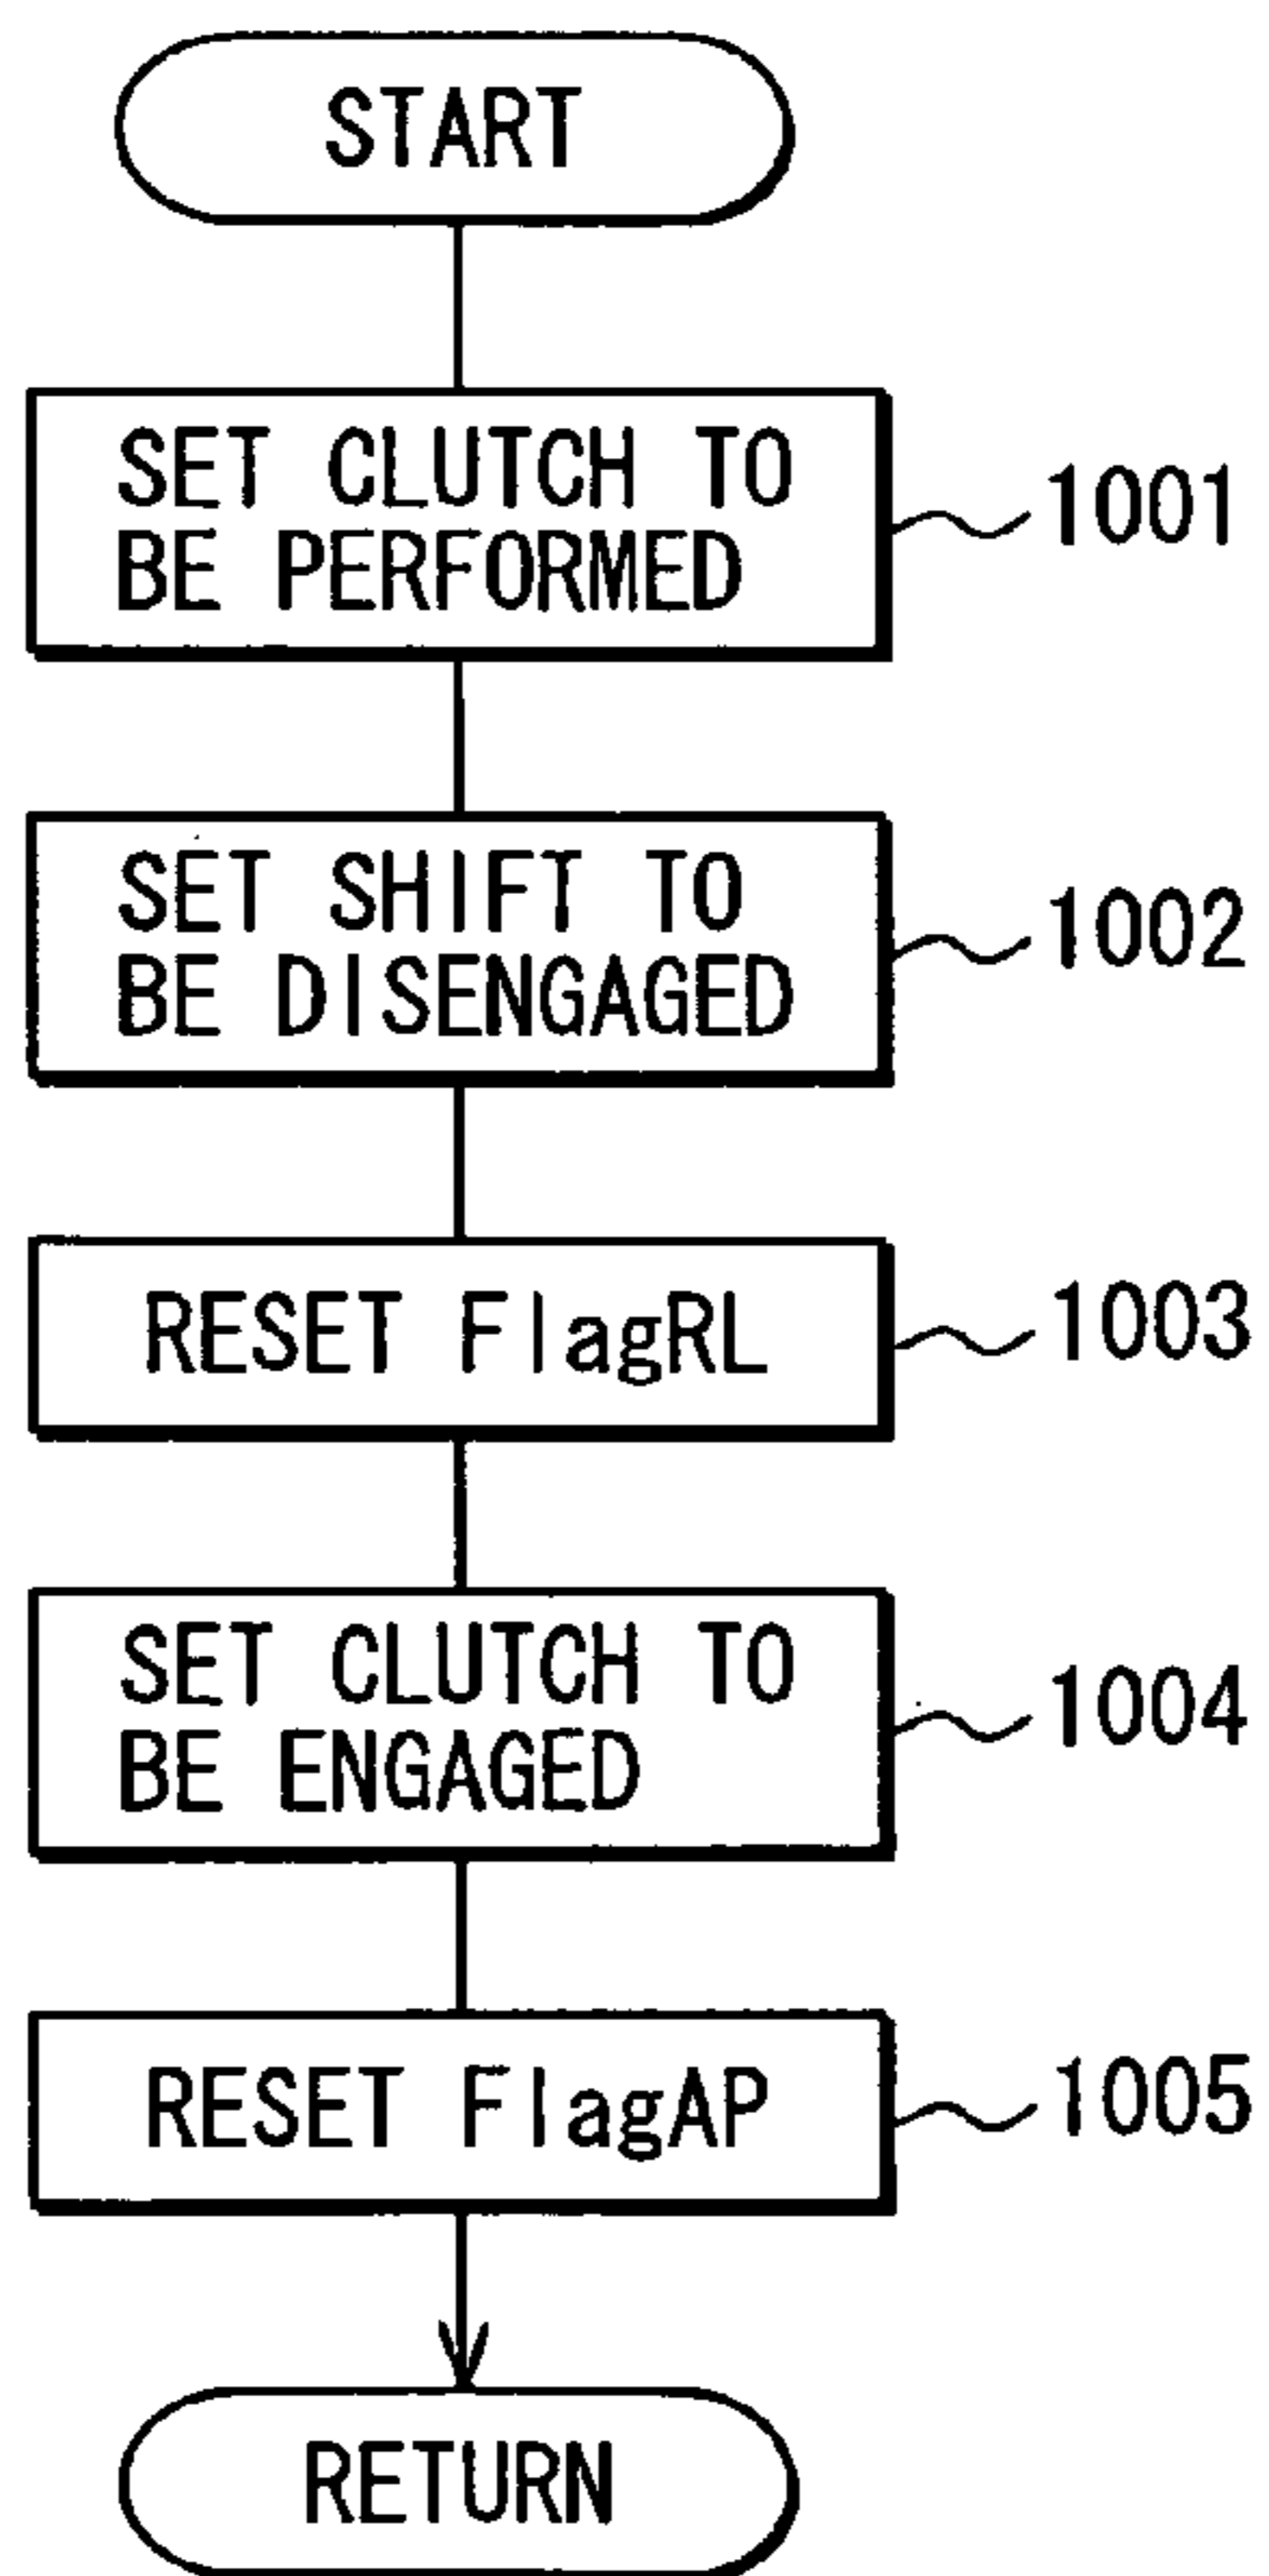 START
SET CLUTCH TO
BE PERFORMED
1001
SET SHIFT TO
BE DISENGAGED
1002
RESET FlagRL
1003
SET CLUTCH TO
BE ENGAGED
1004
RESET FlagAP
1005
RETURN